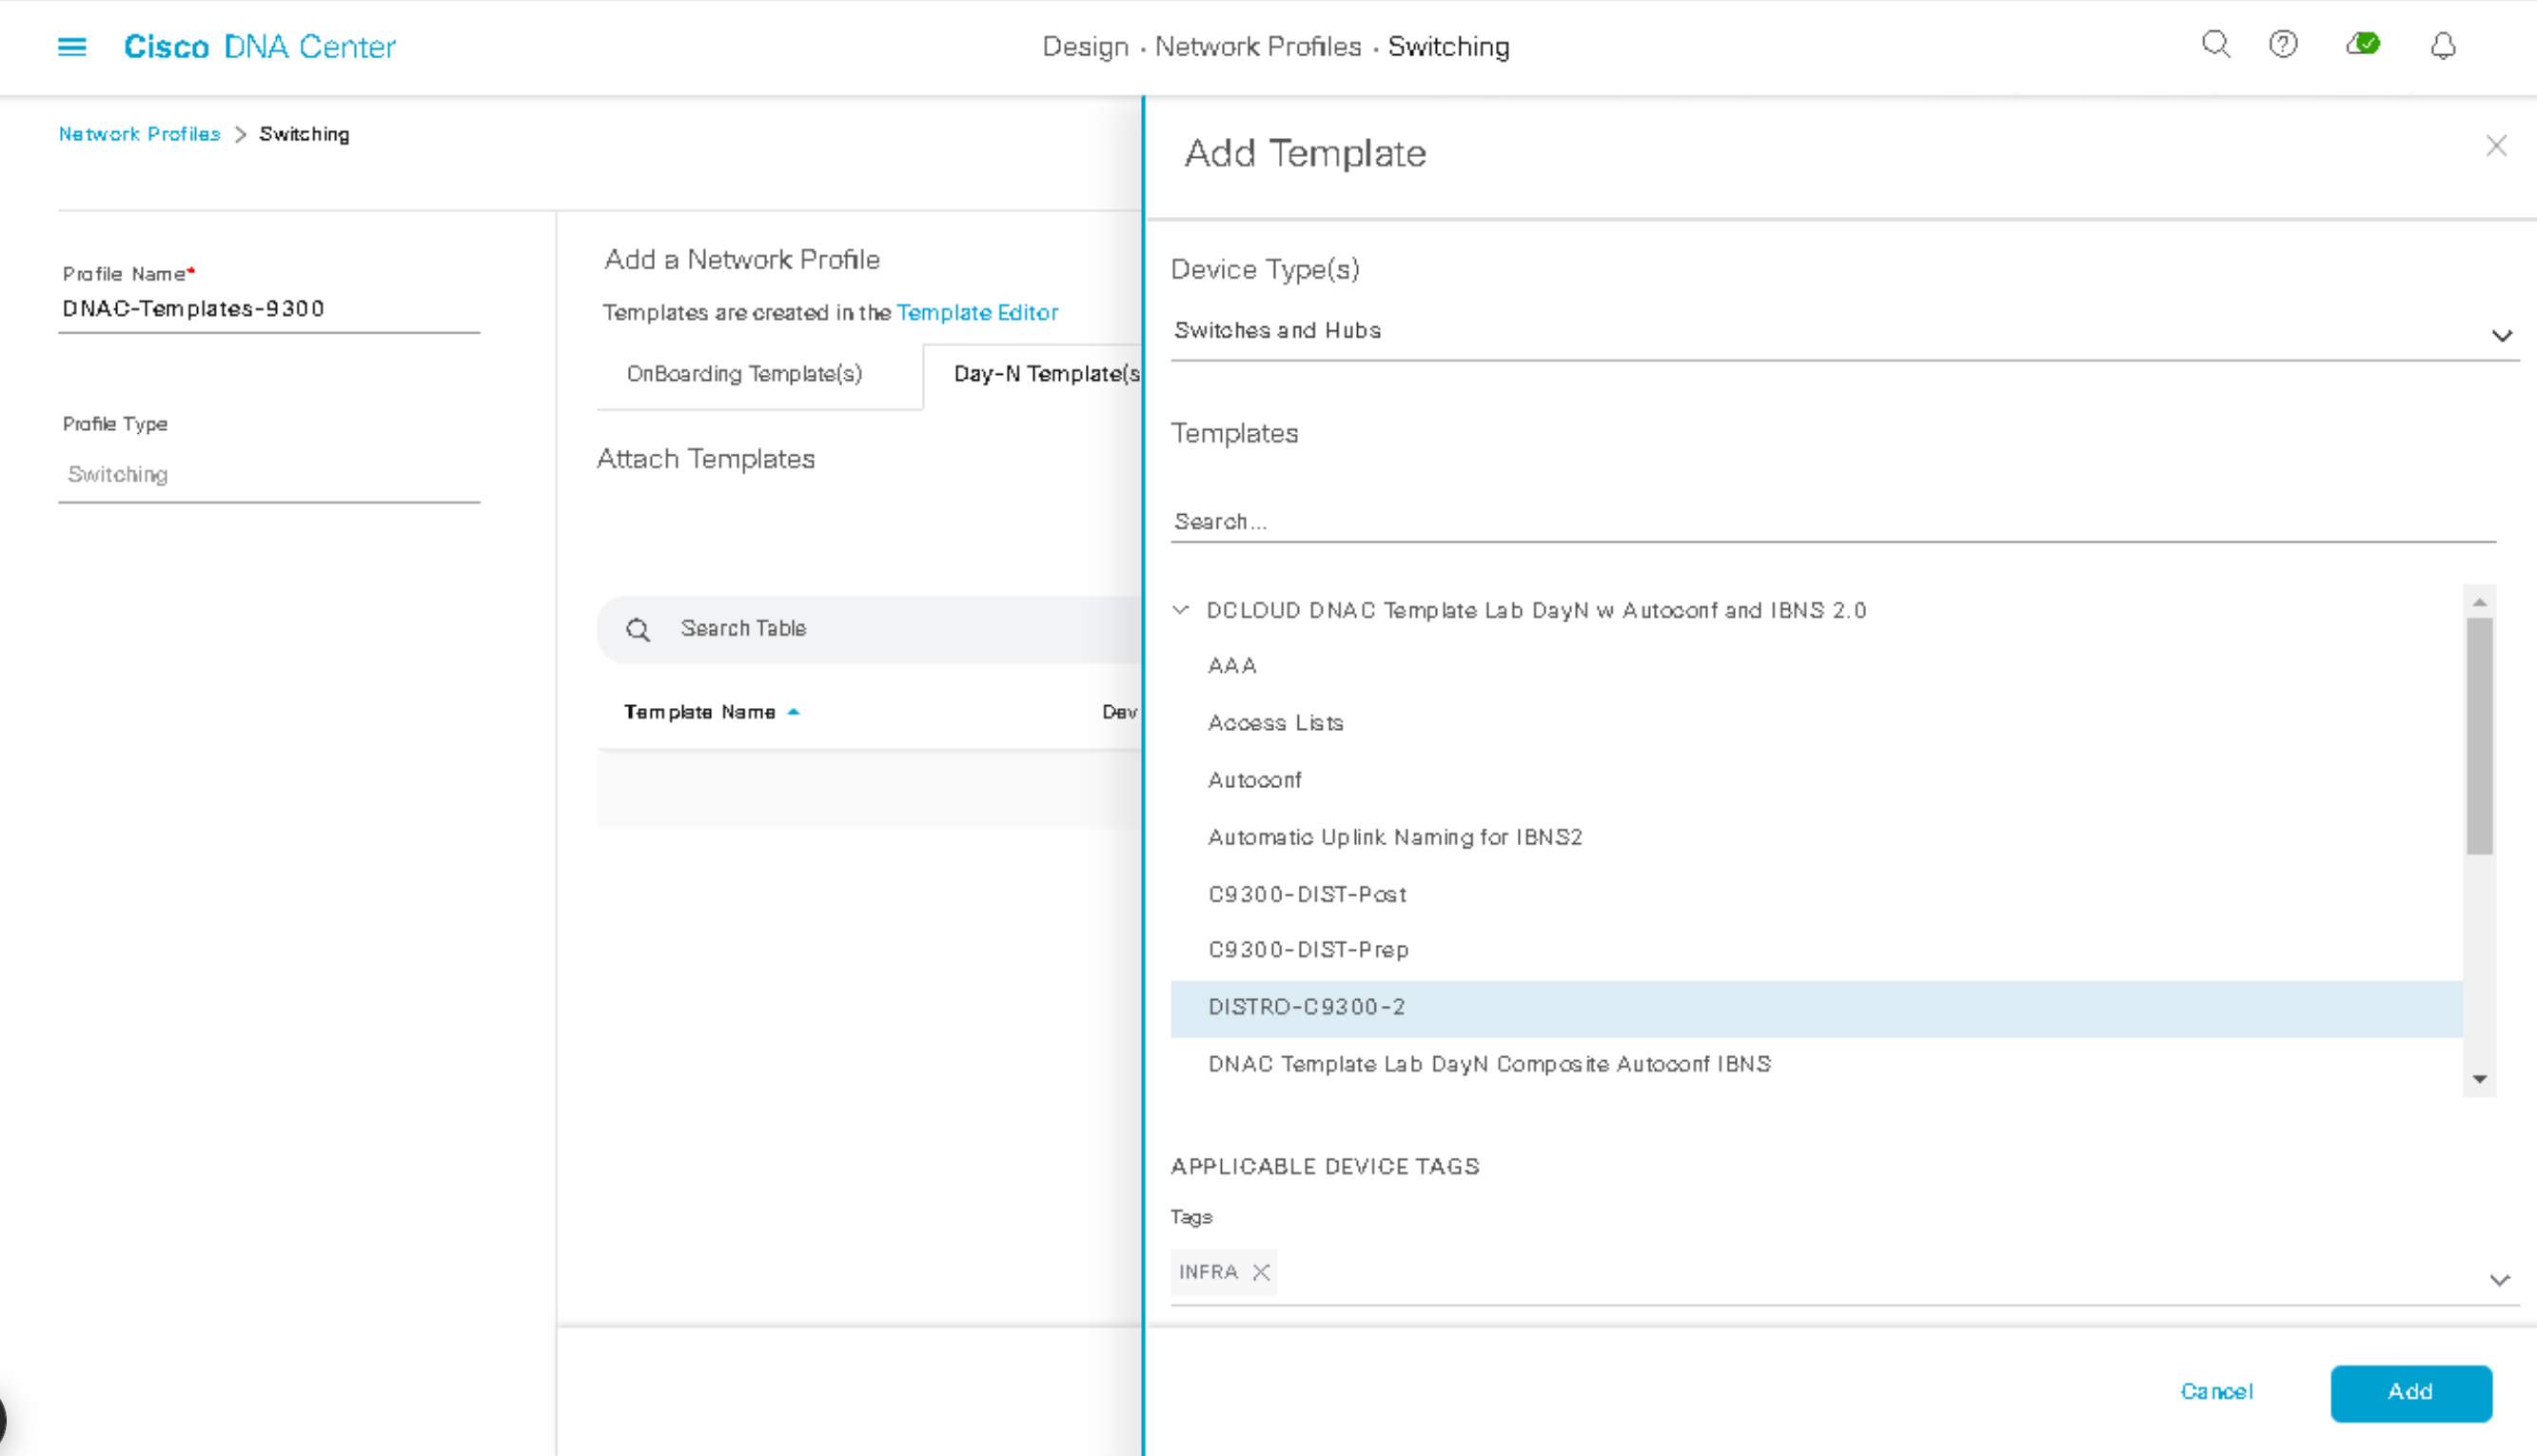 Cisco DNA Center
Design · Network Profiles · Switching
Network Profiles > Switching
Profile Name*
DNAC-Templates-9300
Profile Type
Switching
Add a Network Profile
Templates are created in the Template Editor
OnBoarding Template(s)
Day-N Template(s
Attach Templates
Search Table
Template Name
Dev
Add Template
Device Type(s)
Switches and Hubs
Templates
Search...
DCLOUD DNAC Template Lab DayN w Autoconf and IBNS 2.0
AAA
Access Lists
Autoconf
Automatic Uplink Naming for IBNS2
C9300-DIST-Post
C9300-DIST-Prep
DISTRO-C9300-2
DNAC Template Lab DayN Composite Autoconf IBNS
APPLICABLE DEVICE TAGS
Tags
INFRA
Cancel
Add